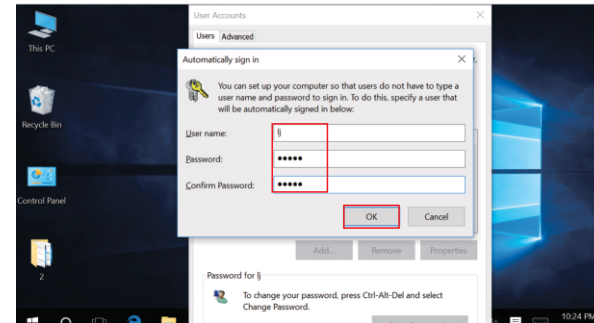 User Accounts
This PC
Users Advanced
Automatically sign in
You can set up your computer so that users do not have to type a
user name and password to sign in. To do this, specify a user that
will be automatically signed in below:
Recycle Bin
User name: lj
Password: •••••
Confirm Password: •••••
Control Panel
OK Cancel
Add... Remove Properties
2
Password for lj
To change your password, press Ctrl-Alt-Del and select
Change Password.
10:24 PM